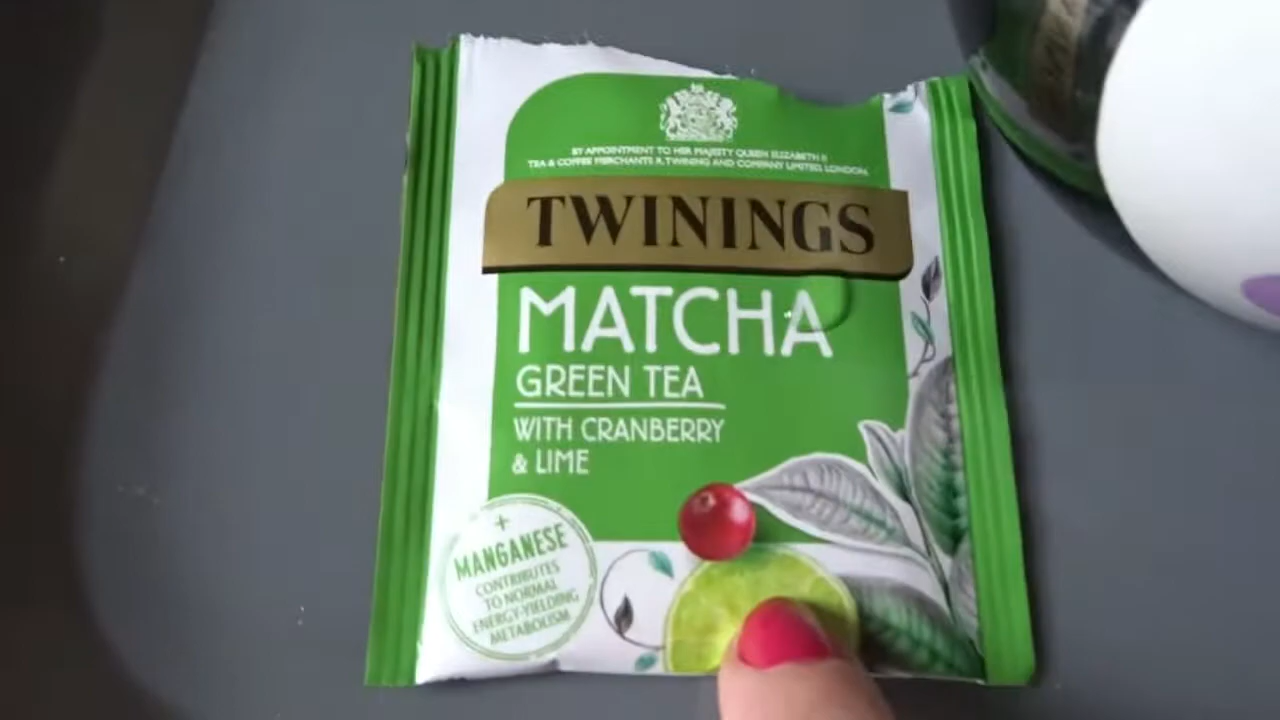 BY APPOINTMENT TO HER MAJESTY QUEEN ELIZABETH II
TEA & COFFEE MERCHANTS R. TWINING AND COMPANY LIMITED LONDON
TWININGS
MATCHA
GREEN TEA
WITH CRANBERRY
& LIME
+
MANGANESE
CONTRIBUTES
TO NORMAL
ENERGY-YIELDING
METABOLISM